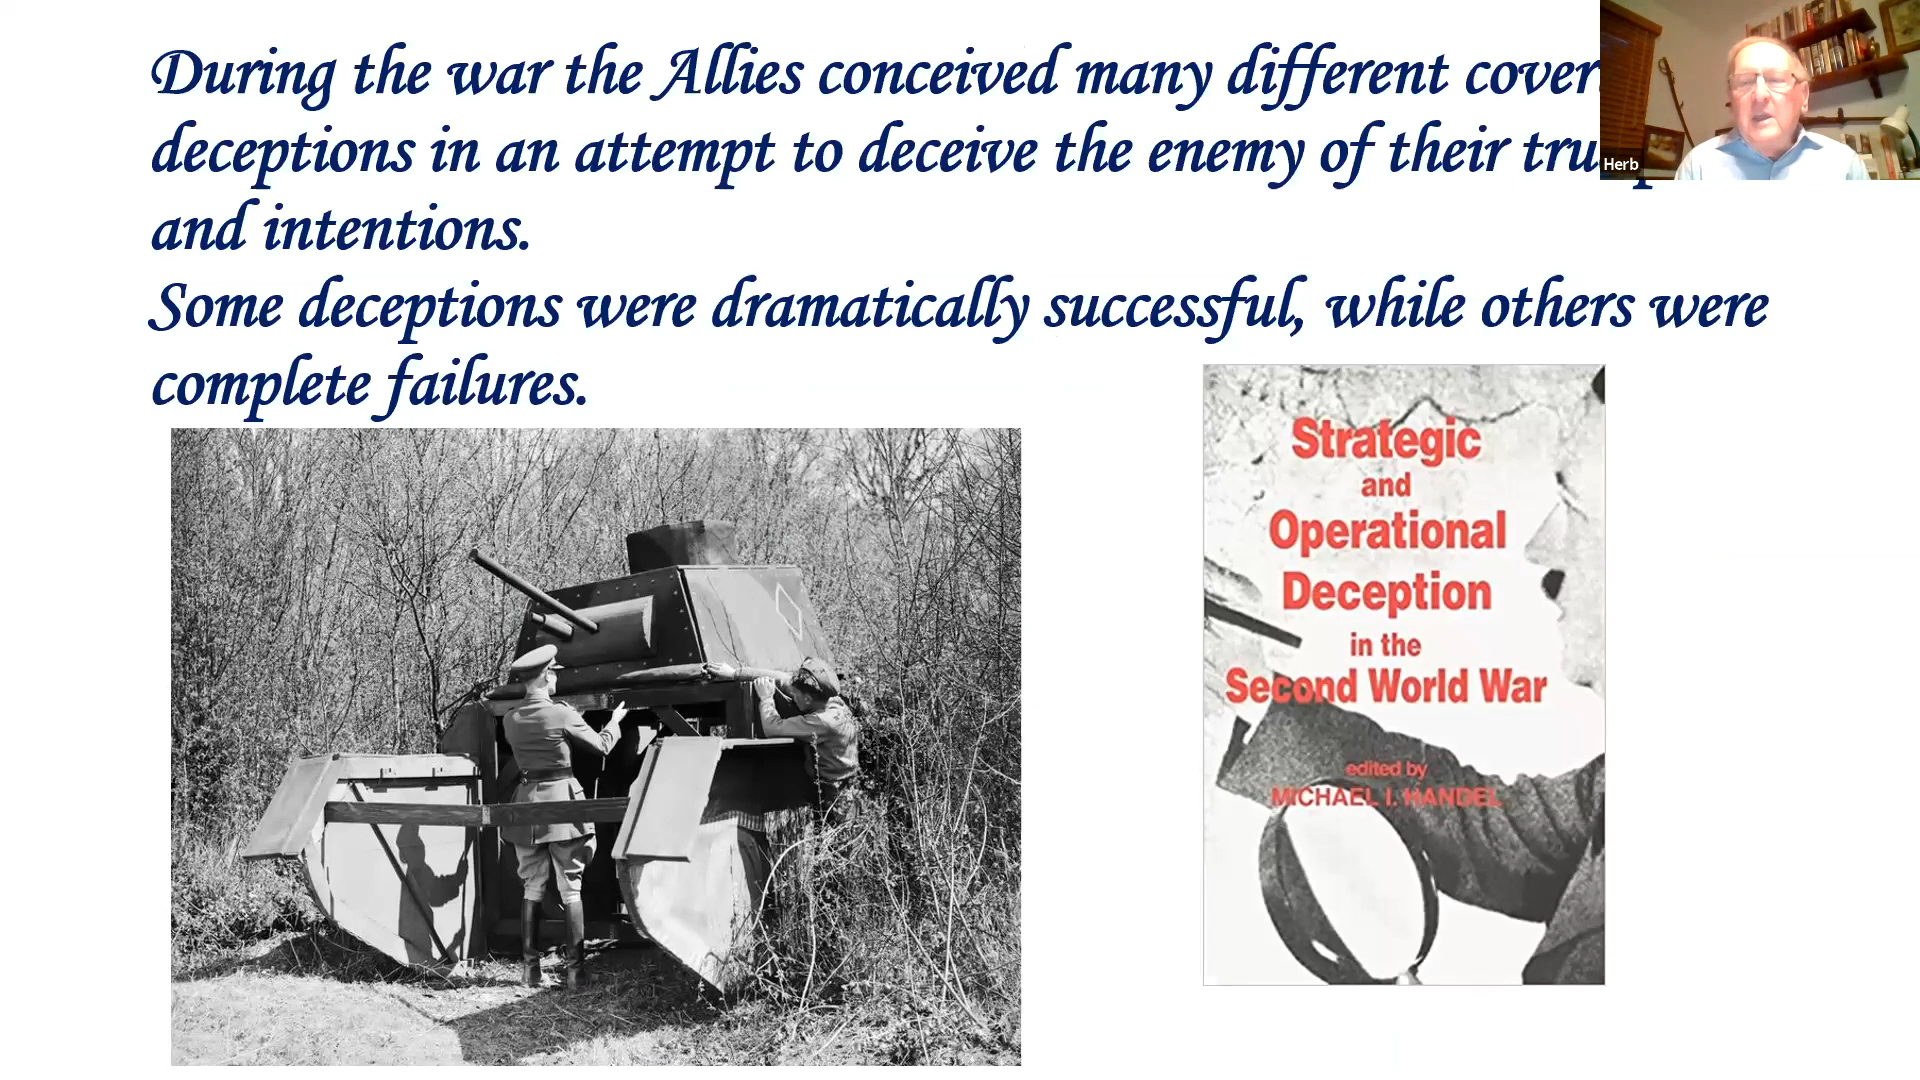 During the war the Allies conceived many different cover
deceptions in an attempt to deceive the enemy of their
and intentions.
Some deceptions were dramatically successful, while others were
complete failures.
Herb
Strategic
and
Operational
Deception
in the
Second World War
edited by
MICHAEL I. HANDEL